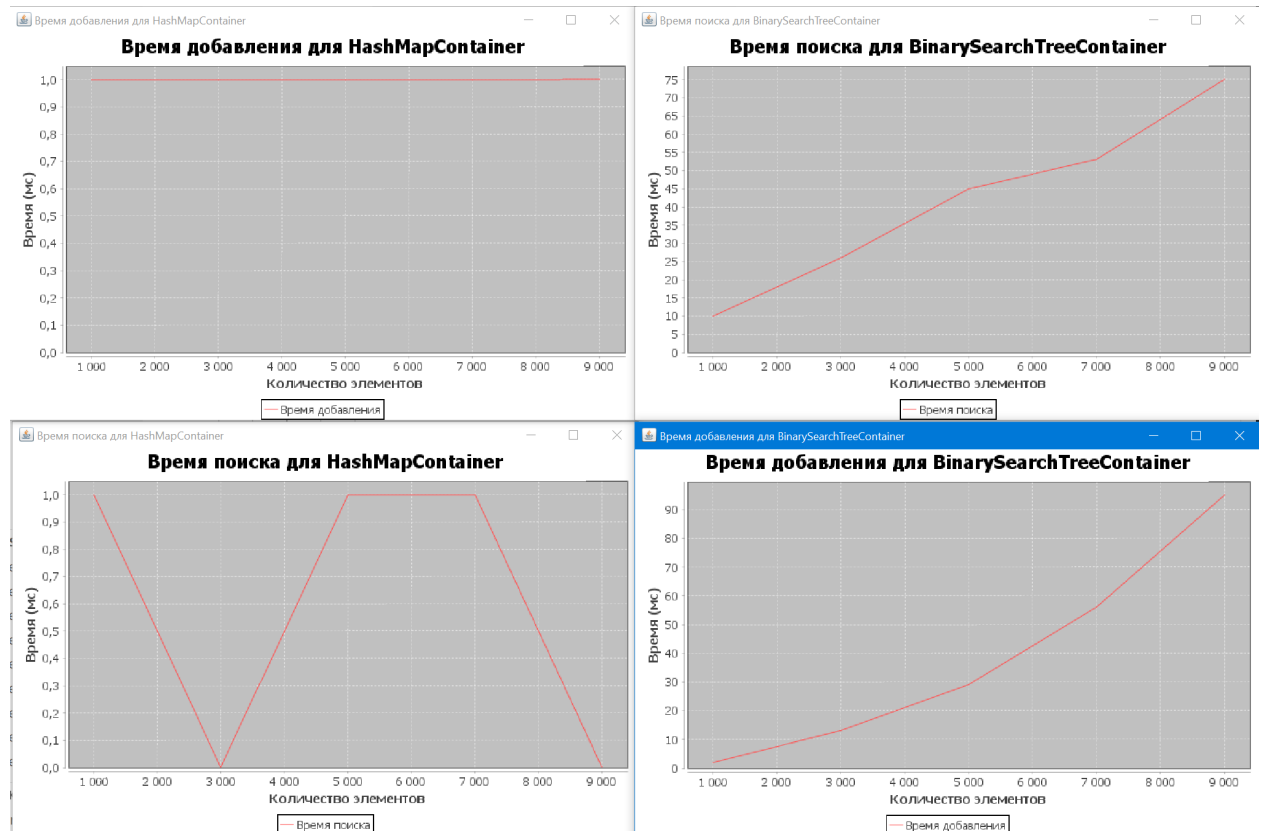 Время добавления для HashMapContainer
Время добавления для HashMapContainer
1,0
0,9
0,8
0,7
0,6
0,5
0,4
0,3
0,2
0,1
0,0
Время (мс)
1 000 2 000 3 000 4 000 5 000 6 000 7 000 8 000 9 000
Количество элементов
Время добавления
Время поиска для BinarySearchTreeContainer
Время поиска для BinarySearchTreeContainer
75
70
65
60
55
50
45
40
35
30
25
20
15
10
5
0
Время (мс)
1 000 2 000 3 000 4 000 5 000 6 000 7 000 8 000 9 000
Количество элементов
Время поиска
Время поиска для HashMapContainer
Время поиска для HashMapContainer
1,0
0,9
0,8
0,7
0,6
0,5
0,4
0,3
0,2
0,1
0,0
Время (мс)
1 000 2 000 3 000 4 000 5 000 6 000 7 000 8 000 9 000
Количество элементов
Время поиска
Время добавления для BinarySearchTreeContainer
Время добавления для BinarySearchTreeContainer
90
80
70
60
50
40
30
20
10
0
Время (мс)
1 000 2 000 3 000 4 000 5 000 6 000 7 000 8 000 9 000
Количество элементов
Время добавления